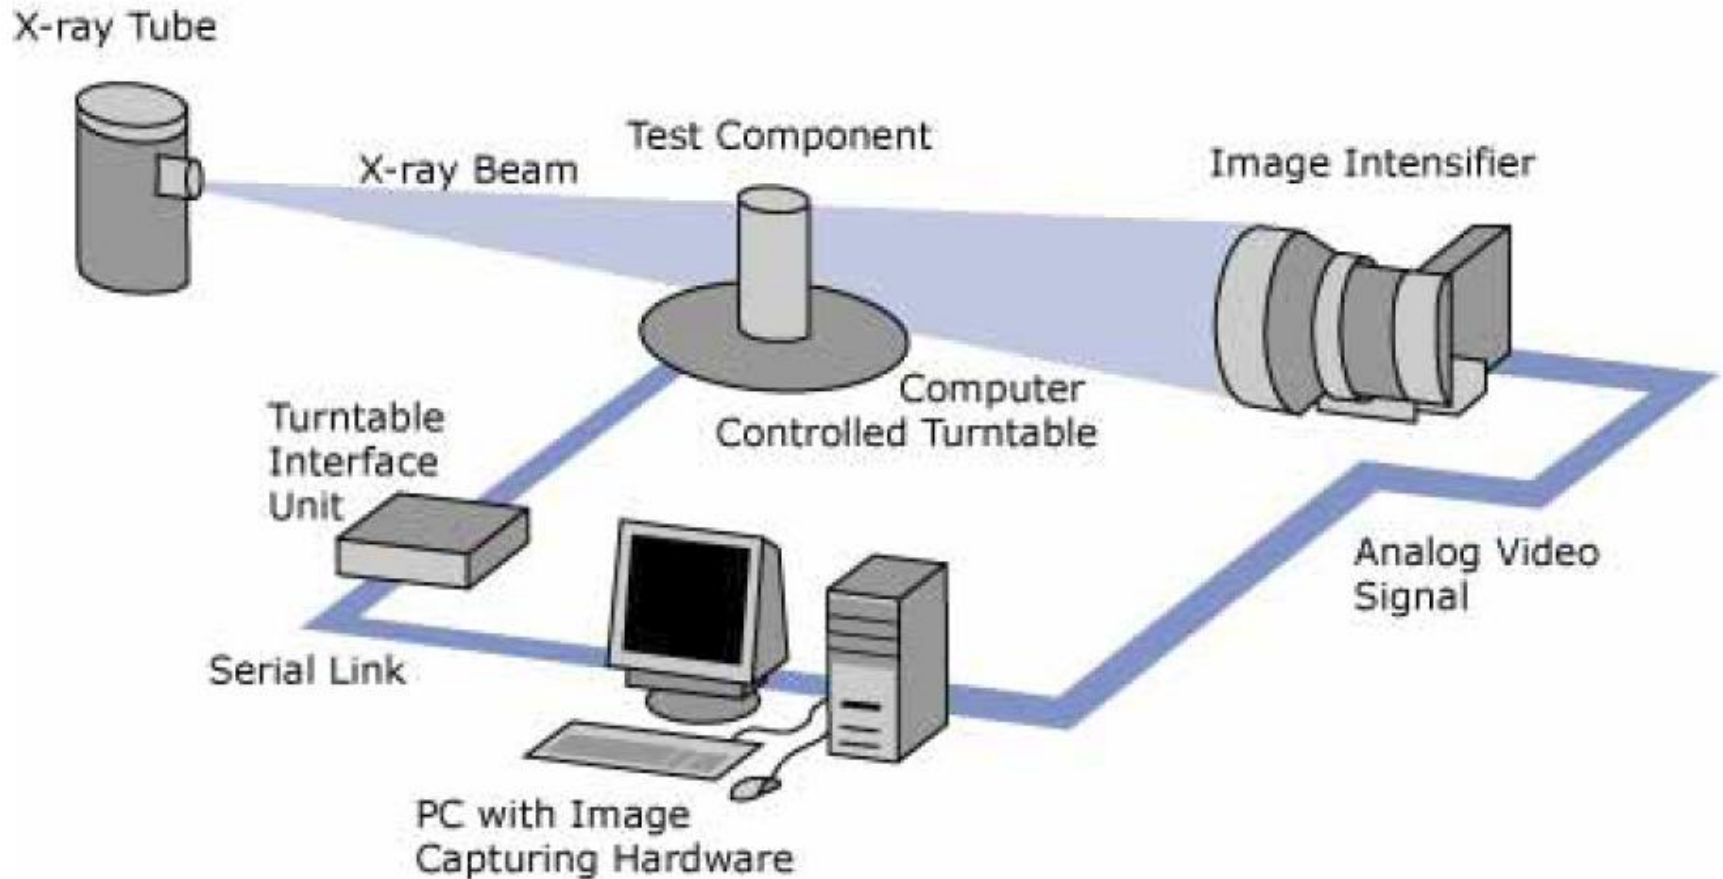 X-ray Tube
Test Component
X-ray Beam
Image Intensifier
Computer
Controlled Turntable
Turntable
Interface
Unit
Analog Video
Signal
Serial Link
PC with Image
Capturing Hardware